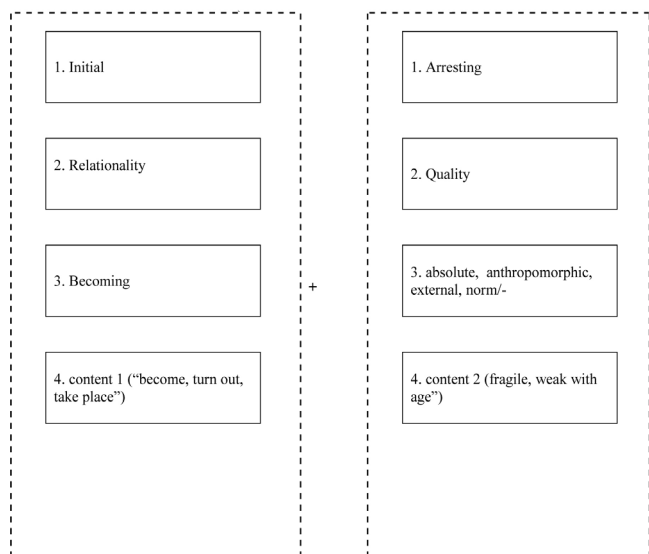 1. Initial
2. Relationality
3. Becoming
4. content 1 (“become, turn out,
take place”)
+
1. Arresting
2. Quality
3. absolute, anthropomorphic,
external, norm/-
4. content 2 (fragile, weak with
age”)